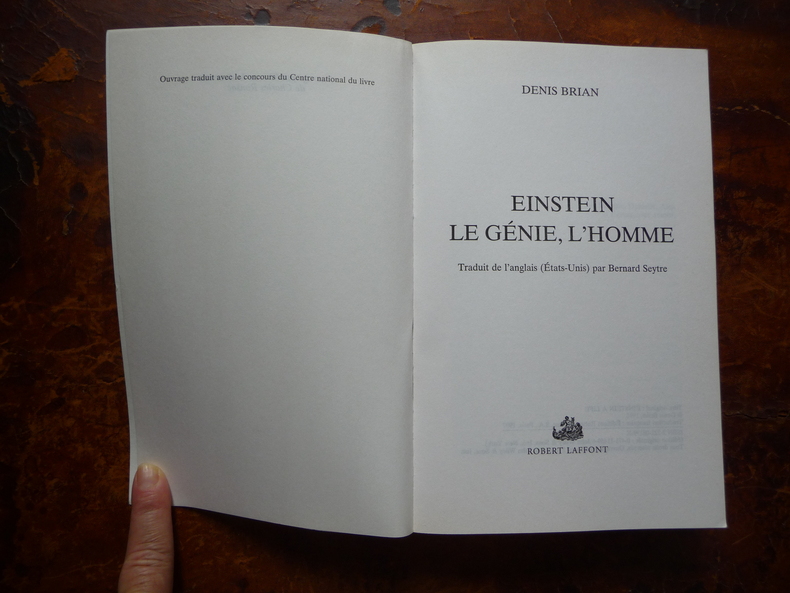 Ouvrage traduit avec le concours du Centre national du livre
DENIS BRIAN
EINSTEIN
LE GÉNIE, L'HOMME
Traduit de l'anglais (États-Unis) par Bernard Seytre
ROBERT LAFFONT